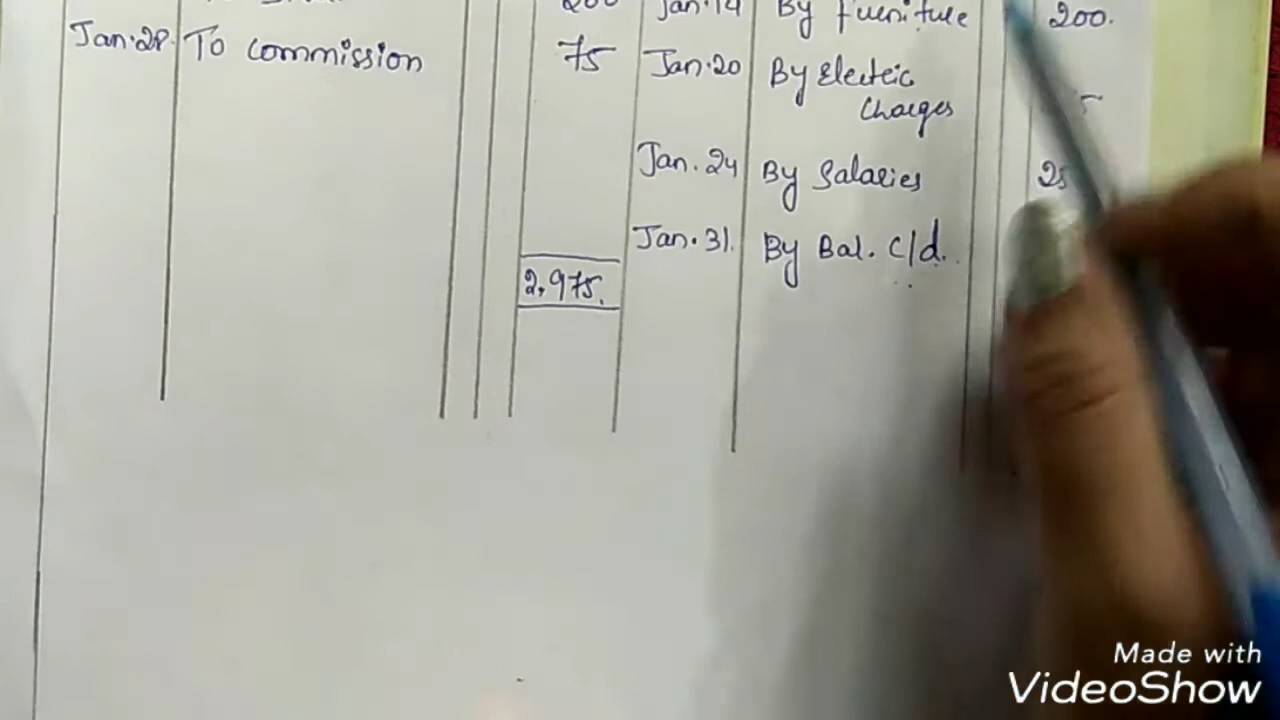 200 Jan.14 By furniture 200.
Jan.28. To commission 75 Jan.20 By Electric
Charges
Jan. 24 By Salaries
Jan. 31. By Bal. c/d.
2,975.
Made with
VideoShow